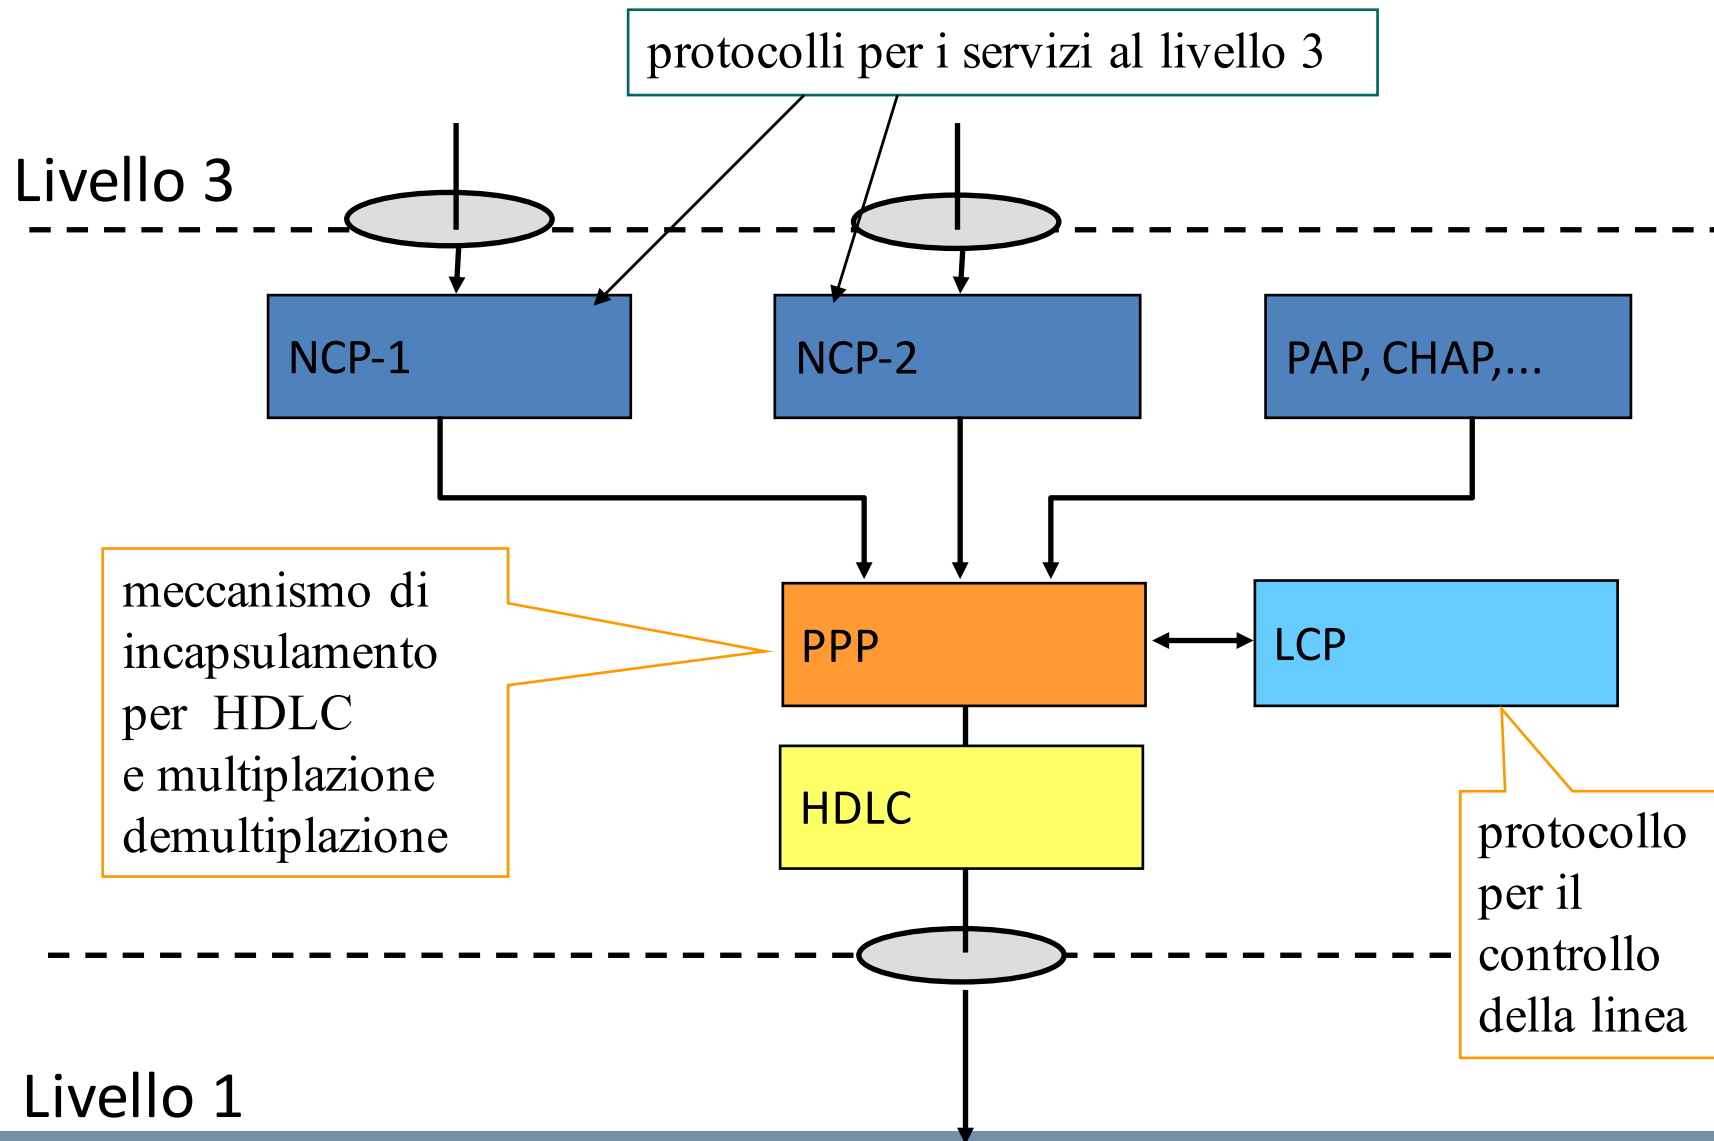 protocolli per i servizi al livello 3
Livello 3
NCP-1
NCP-2
PAP, CHAP,...
meccanismo di
incapsulamento
per HDLC
e multiplazione
demultiplazione
PPP
LCP
HDLC
protocollo
per il
controllo
della linea
Livello 1